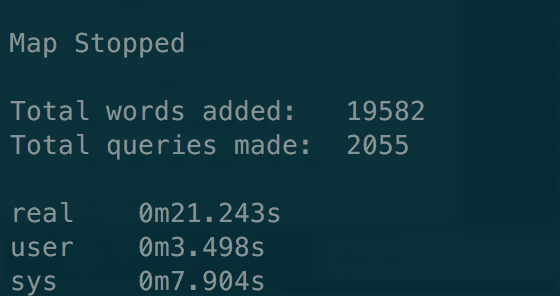 Map Stopped
Total words added: 19582
Total queries made: 2055
real 0m21.243s
user 0m3.498s
sys 0m7.904s